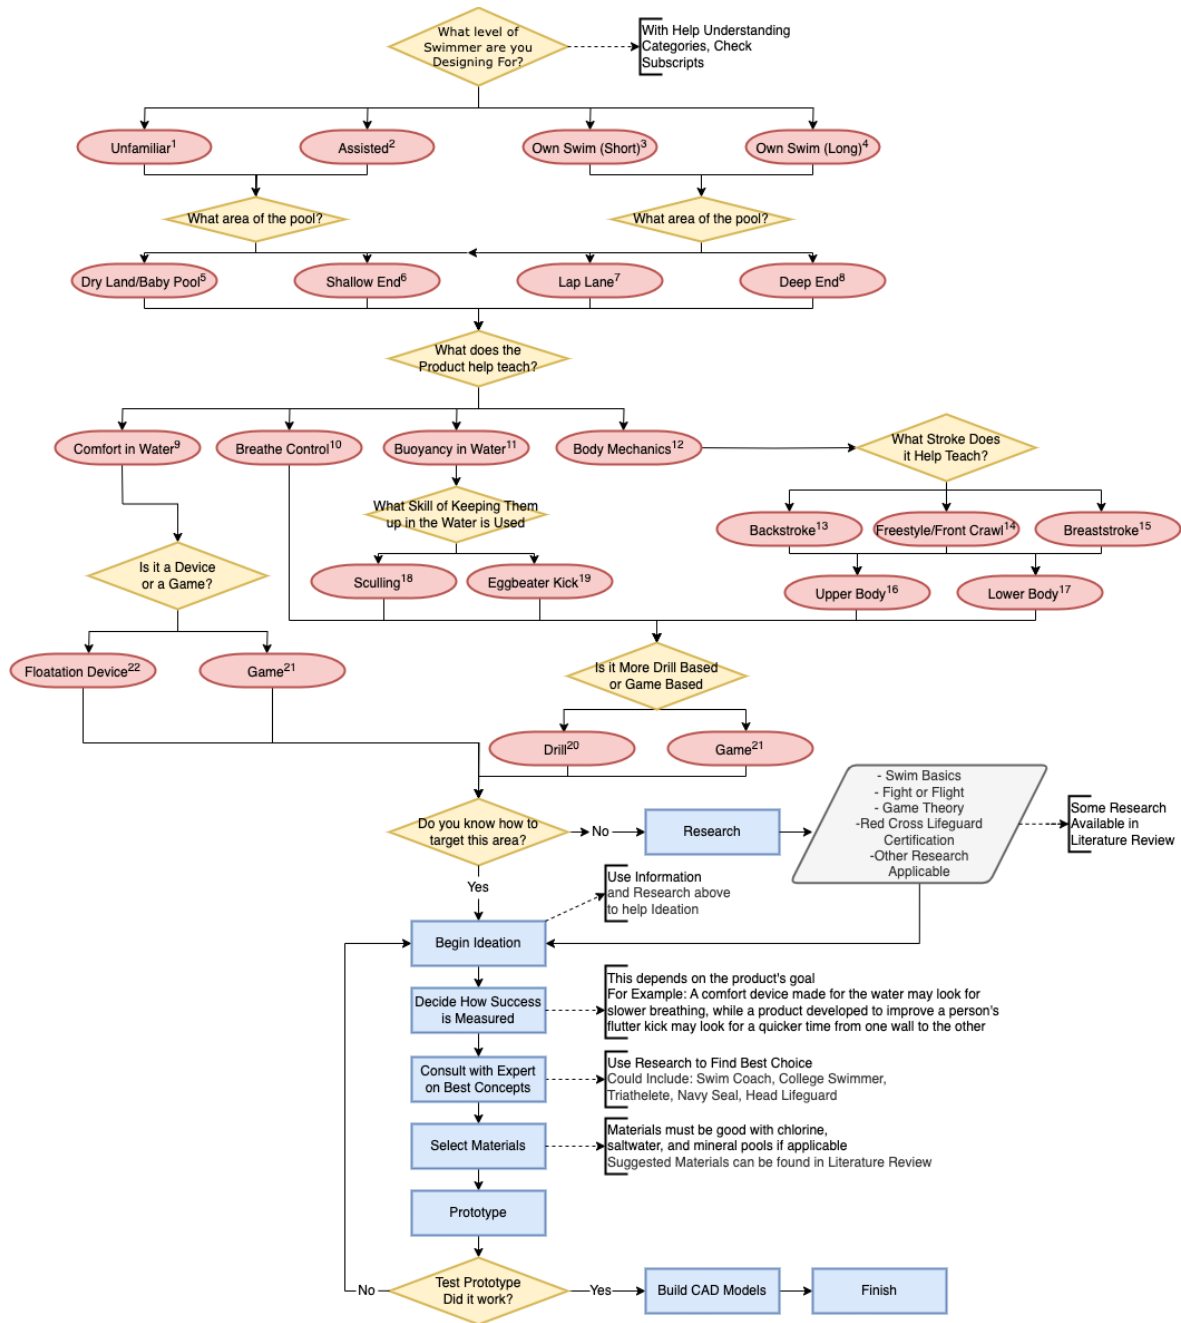 What level of
Swimmer are you
Designing For?
With Help Understanding
Categories, Check
Subscripts
Unfamiliar1
Assisted2
Own Swim (Short)3
Own Swim (Long)4
What area of the pool?
What area of the pool?
Dry Land/Baby Pool5
Shallow End6
Lap Lane7
Deep End8
What does the
Product help teach?
Comfort in Water9
Breathe Control10
Buoyancy in Water11
Body Mechanics12
What Stroke Does
it Help Teach?
What Skill of Keeping Them
up in the Water is Used
Backstroke13
Freestyle/Front Crawl14
Breaststroke15
Is it a Device
or a Game?
Sculling18
Eggbeater Kick19
Upper Body16
Lower Body17
Floatation Device22
Game21
Is it More Drill Based
or Game Based
Drill20
Game21
Do you know how to
target this area?
No
Research
- Swim Basics
- Fight or Flight
- Game Theory
-Red Cross Lifeguard
Certification
-Other Research
Applicable
Some Research
Available in
Literature Review
Yes
Use Information
and Research above
to help Ideation
Begin Ideation
Decide How Success
is Measured
This depends on the product's goal
For Example: A comfort device made for the water may look for
slower breathing, while a product developed to improve a person's
flutter kick may look for a quicker time from one wall to the other
Consult with Expert
on Best Concepts
Use Research to Find Best Choice
Could Include: Swim Coach, College Swimmer,
Triathelete, Navy Seal, Head Lifeguard
Select Materials
Materials must be good with chlorine,
saltwater, and mineral pools if applicable
Suggested Materials can be found in Literature Review
Prototype
Test Prototype
Did it work?
No
Yes
Build CAD Models
Finish